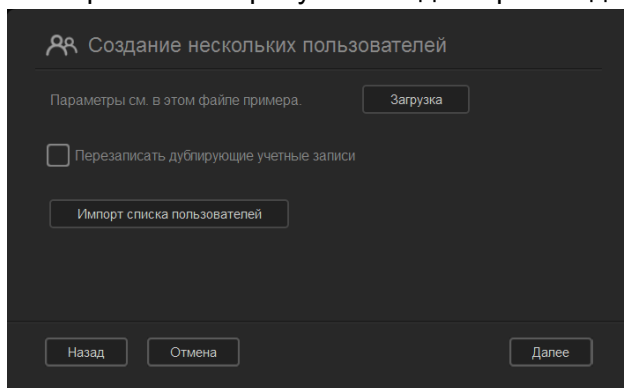 Создание нескольких пользователей
Параметры см. в этом файле примера.
Загрузка
Перезаписать дублирующие учетные записи
Импорт списка пользователей
Назад
Отмена
Далее